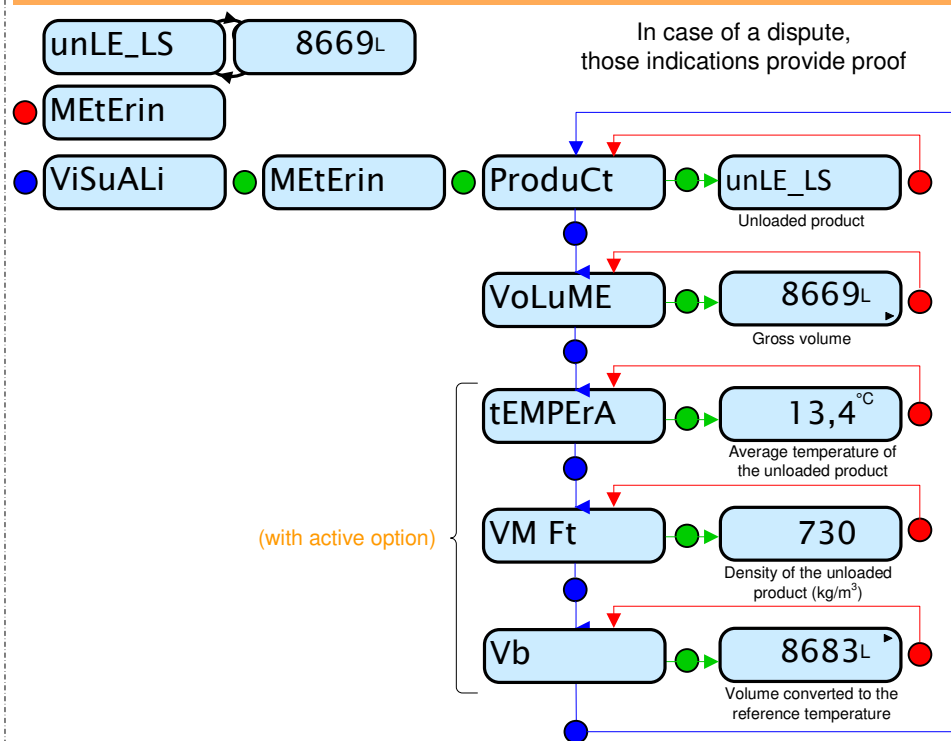 unLE_LS 8669L
In case of a dispute,
those indications provide proof
MEtErin
ViSuALi MEtErin ProduCt unLE_LS
Unloaded product
VoLuME 8669L
Gross volume
tEMPErA 13,4°C
Average temperature of
the unloaded product
(with active option)
VM Ft 730
Density of the unloaded
product (kg/m³)
Vb 8683L
Volume converted to the
reference temperature